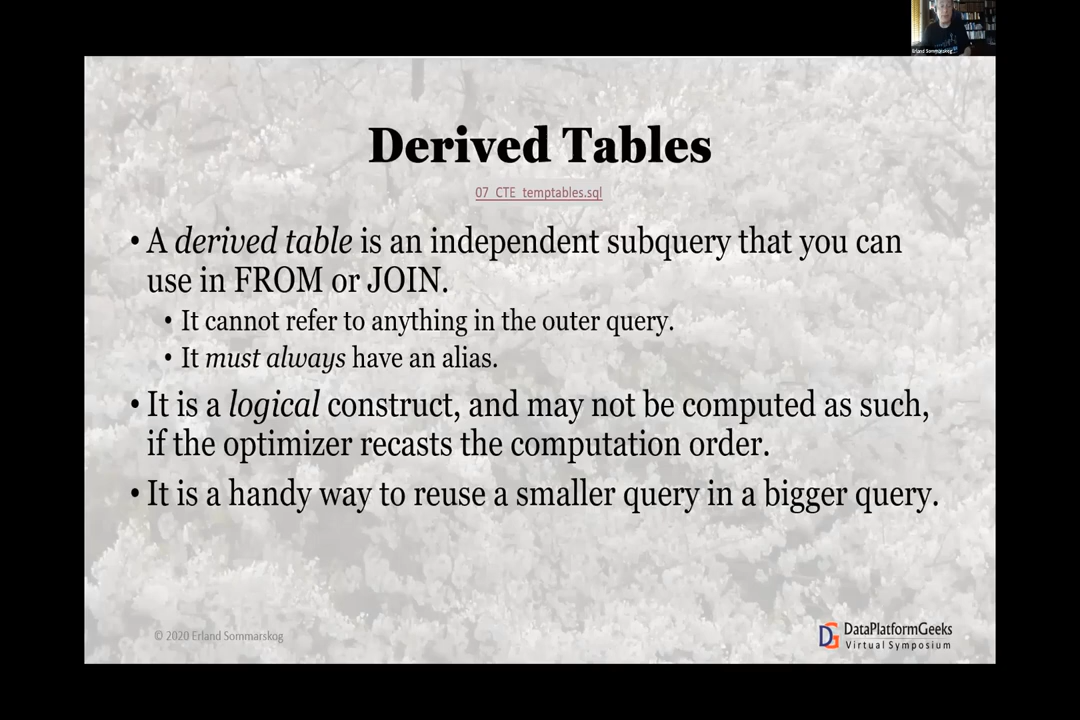 Erland Sommarskog
Derived Tables
07_CTE_temptables.sql
• A derived table is an independent subquery that you can
use in FROM or JOIN.
• It cannot refer to anything in the outer query.
• It must always have an alias.
• It is a logical construct, and may not be computed as such,
if the optimizer recasts the computation order.
• It is a handy way to reuse a smaller query in a bigger query.
© 2020 Erland Sommarskog
DG DataPlatformGeeks
Virtual Symposium